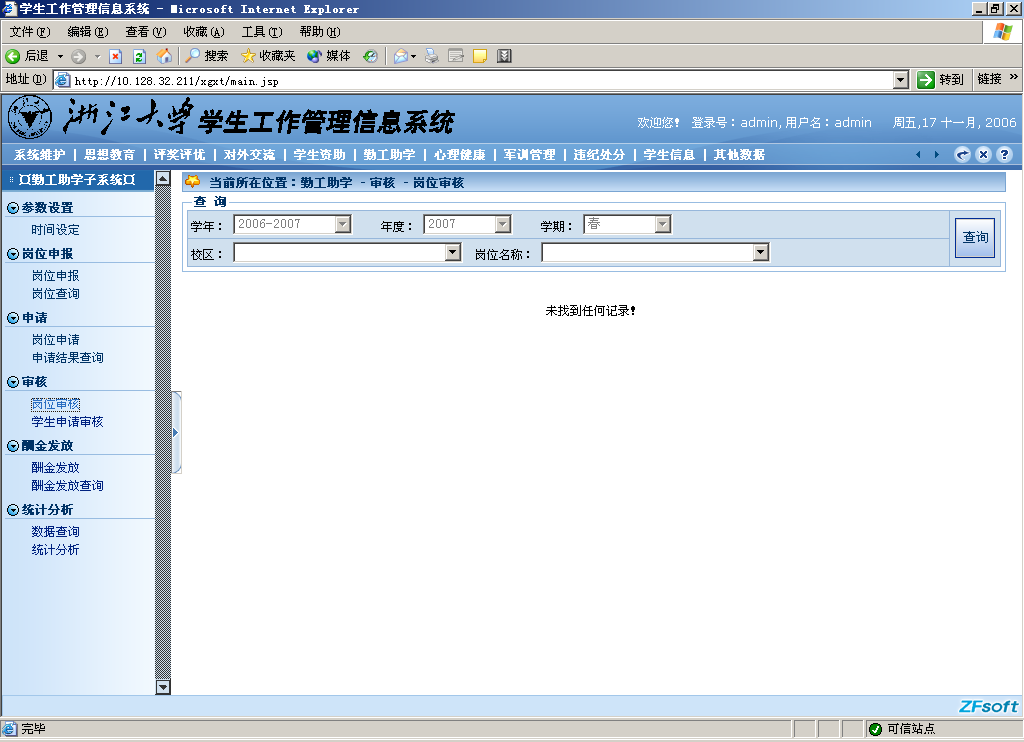 学生工作管理信息系统 - Microsoft Internet Explorer
文件(F) 编辑(E) 查看(V) 收藏(A) 工具(T) 帮助(H)
后退 搜索 收藏夹 媒体
地址(D) http://10.128.32.211/xgxt/main.jsp 转到 链接 »
浙江大学 学生工作管理信息系统 欢迎您! 登录号:admin,用户名:admin 周五,17 十一月, 2006
系统维护 | 思想教育 | 评奖评优 | 对外交流 | 学生资助 | 勤工助学 | 心理健康 | 军训管理 | 违纪处分 | 学生信息 | 其他数据
¤勤工助学子系统¤
参数设置
时间设定
岗位申报
岗位申报
岗位查询
申请
岗位申请
申请结果查询
审核
岗位审核
学生申请审核
酬金发放
酬金发放
酬金发放查询
统计分析
数据查询
统计分析
当前所在位置:勤工助学 - 审核 - 岗位审核
查 询
学年: 2006-2007 年度: 2007 学期: 春
校区: 岗位名称:
查询
未找到任何记录!
ZFsoft
完毕 可信站点